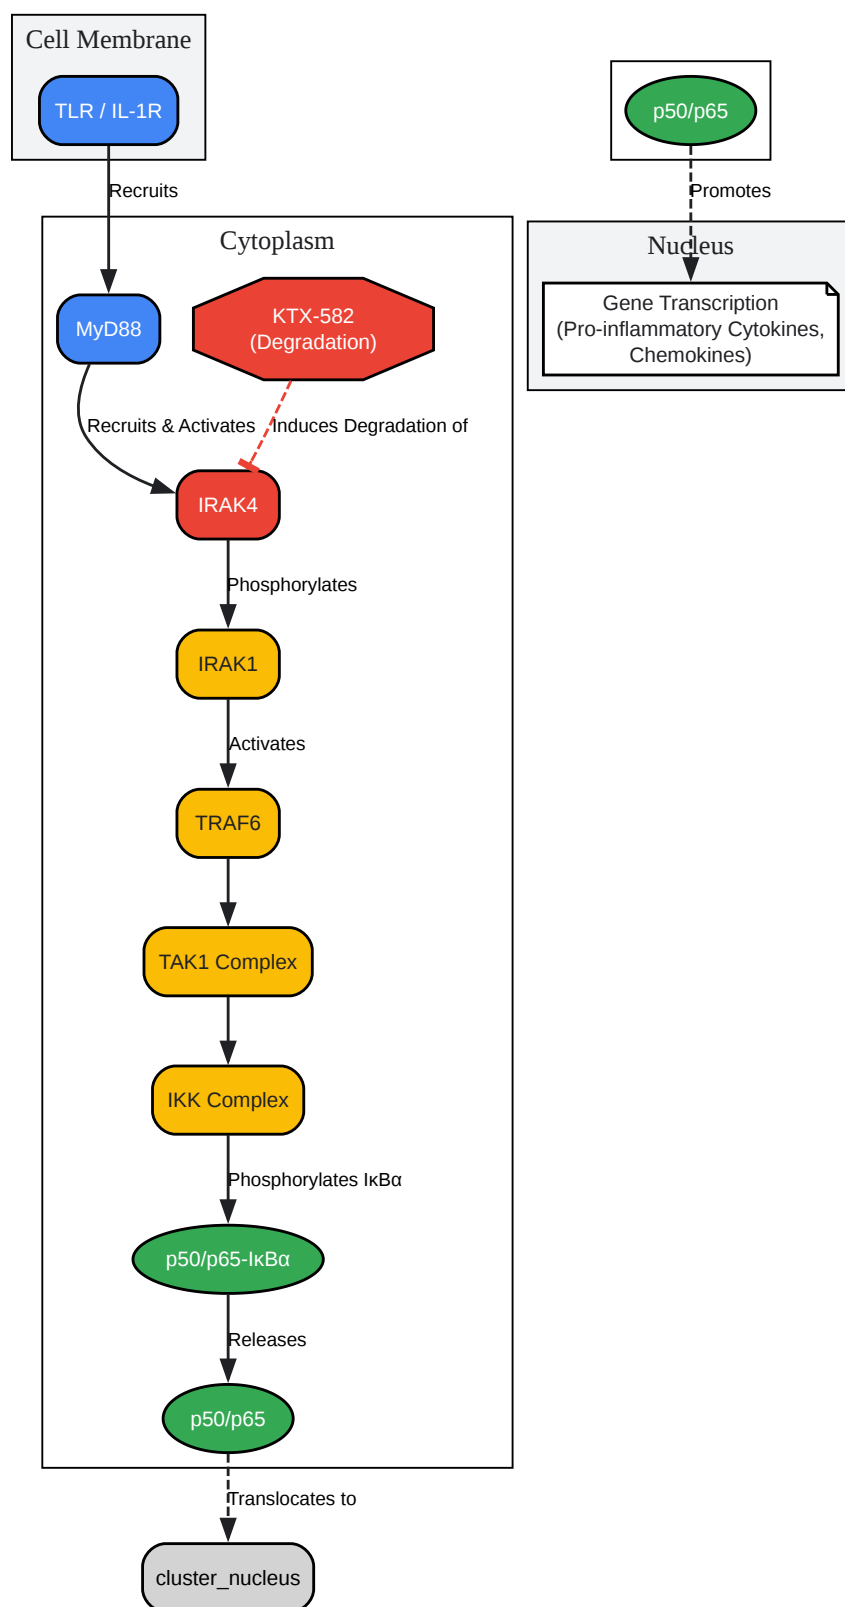 Cell Membrane
TLR / IL-1R
p50/p65
Recruits
Promotes
Cytoplasm
Nucleus
KTX-582
(Degradation)
MyD88
Gene Transcription
(Pro-inflammatory Cytokines,
Chemokines)
Recruits & Activates
Induces Degradation of
IRAK4
Phosphorylates
IRAK1
Activates
TRAF6
TAK1 Complex
IKK Complex
Phosphorylates IκBα
p50/p65-IκBα
Releases
p50/p65
Translocates to
cluster_nucleus